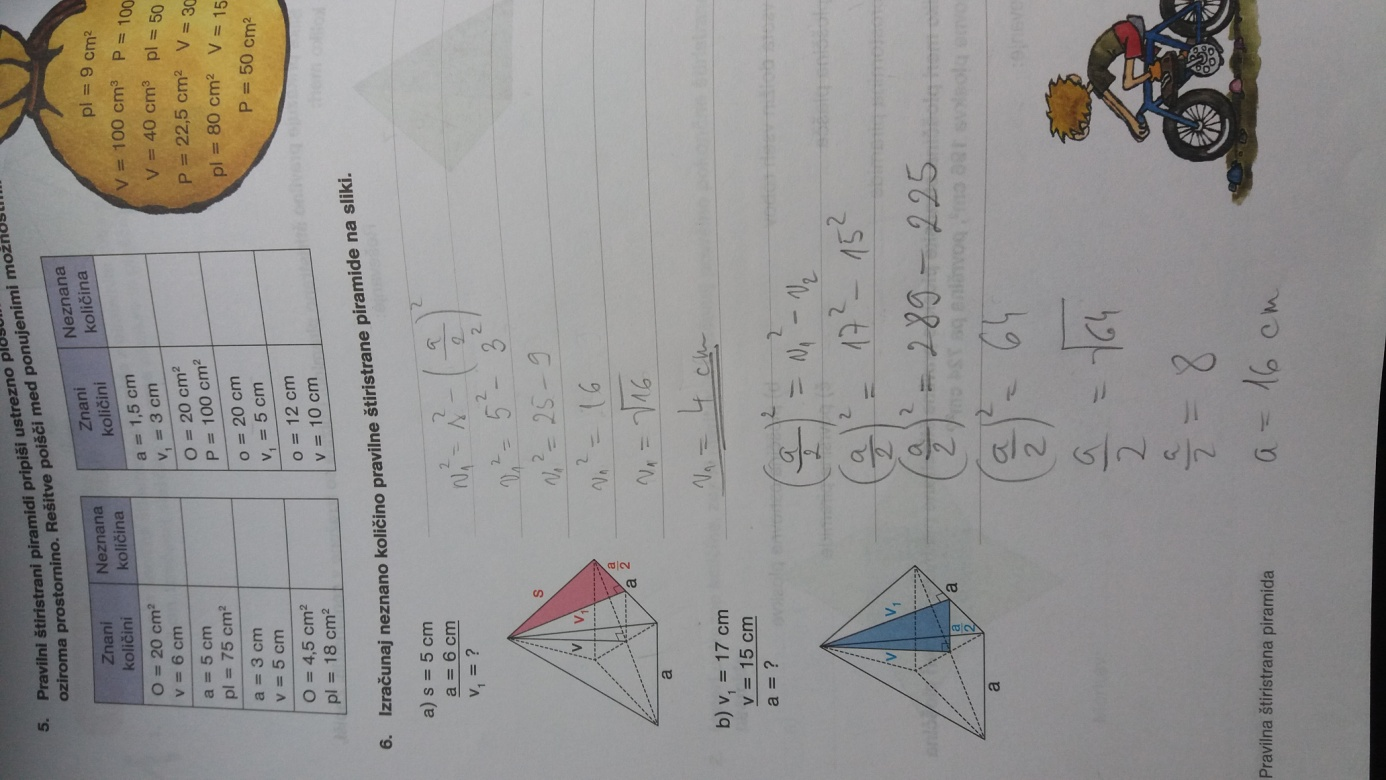 5. Pravilni štiristrani piramidi pripiši ustrezno
oziroma prostornino. Rešitve poišči med ponujenimi
Znani količini Neznana količina
O = 20 cm²
v = 6 cm
a = 5 cm
pl = 75 cm²
a = 3 cm
v = 5 cm
O = 4,5 cm²
pl = 18 cm²
Znani količini Neznana količina
a = 1,5 cm
v₁ = 3 cm
O = 20 cm²
P = 100 cm²
o = 20 cm
v₁ = 5 cm
o = 12 cm
v = 10 cm
pl = 9 cm²
V = 100 cm³ P = 100
V = 40 cm³ pl = 50
P = 22,5 cm² V = 30
pl = 80 cm² V = 15
P = 50 cm²
6. Izračunaj neznano količino pravilne štiristrane piramide na sliki.
a) s = 5 cm
a = 6 cm
v₁ = ?
s
v
v₁
a/2
a
a
v₁² = s² - (a/2)²
v₁² = 5² - 3²
v₁² = 25 - 9
v₁² = 16
v₁ = √16
v₁ = 4 cm
b) v₁ = 17 cm
v = 15 cm
a = ?
v
v₁
a/2
a
a
(a/2)² = v₁² - v₂
(a/2)² = 17² - 15²
(a/2)² = 289 - 225
(a/2)² = 64
a/2 = √64
a/2 = 8
a = 16 cm
Pravilna štiristrana piramida